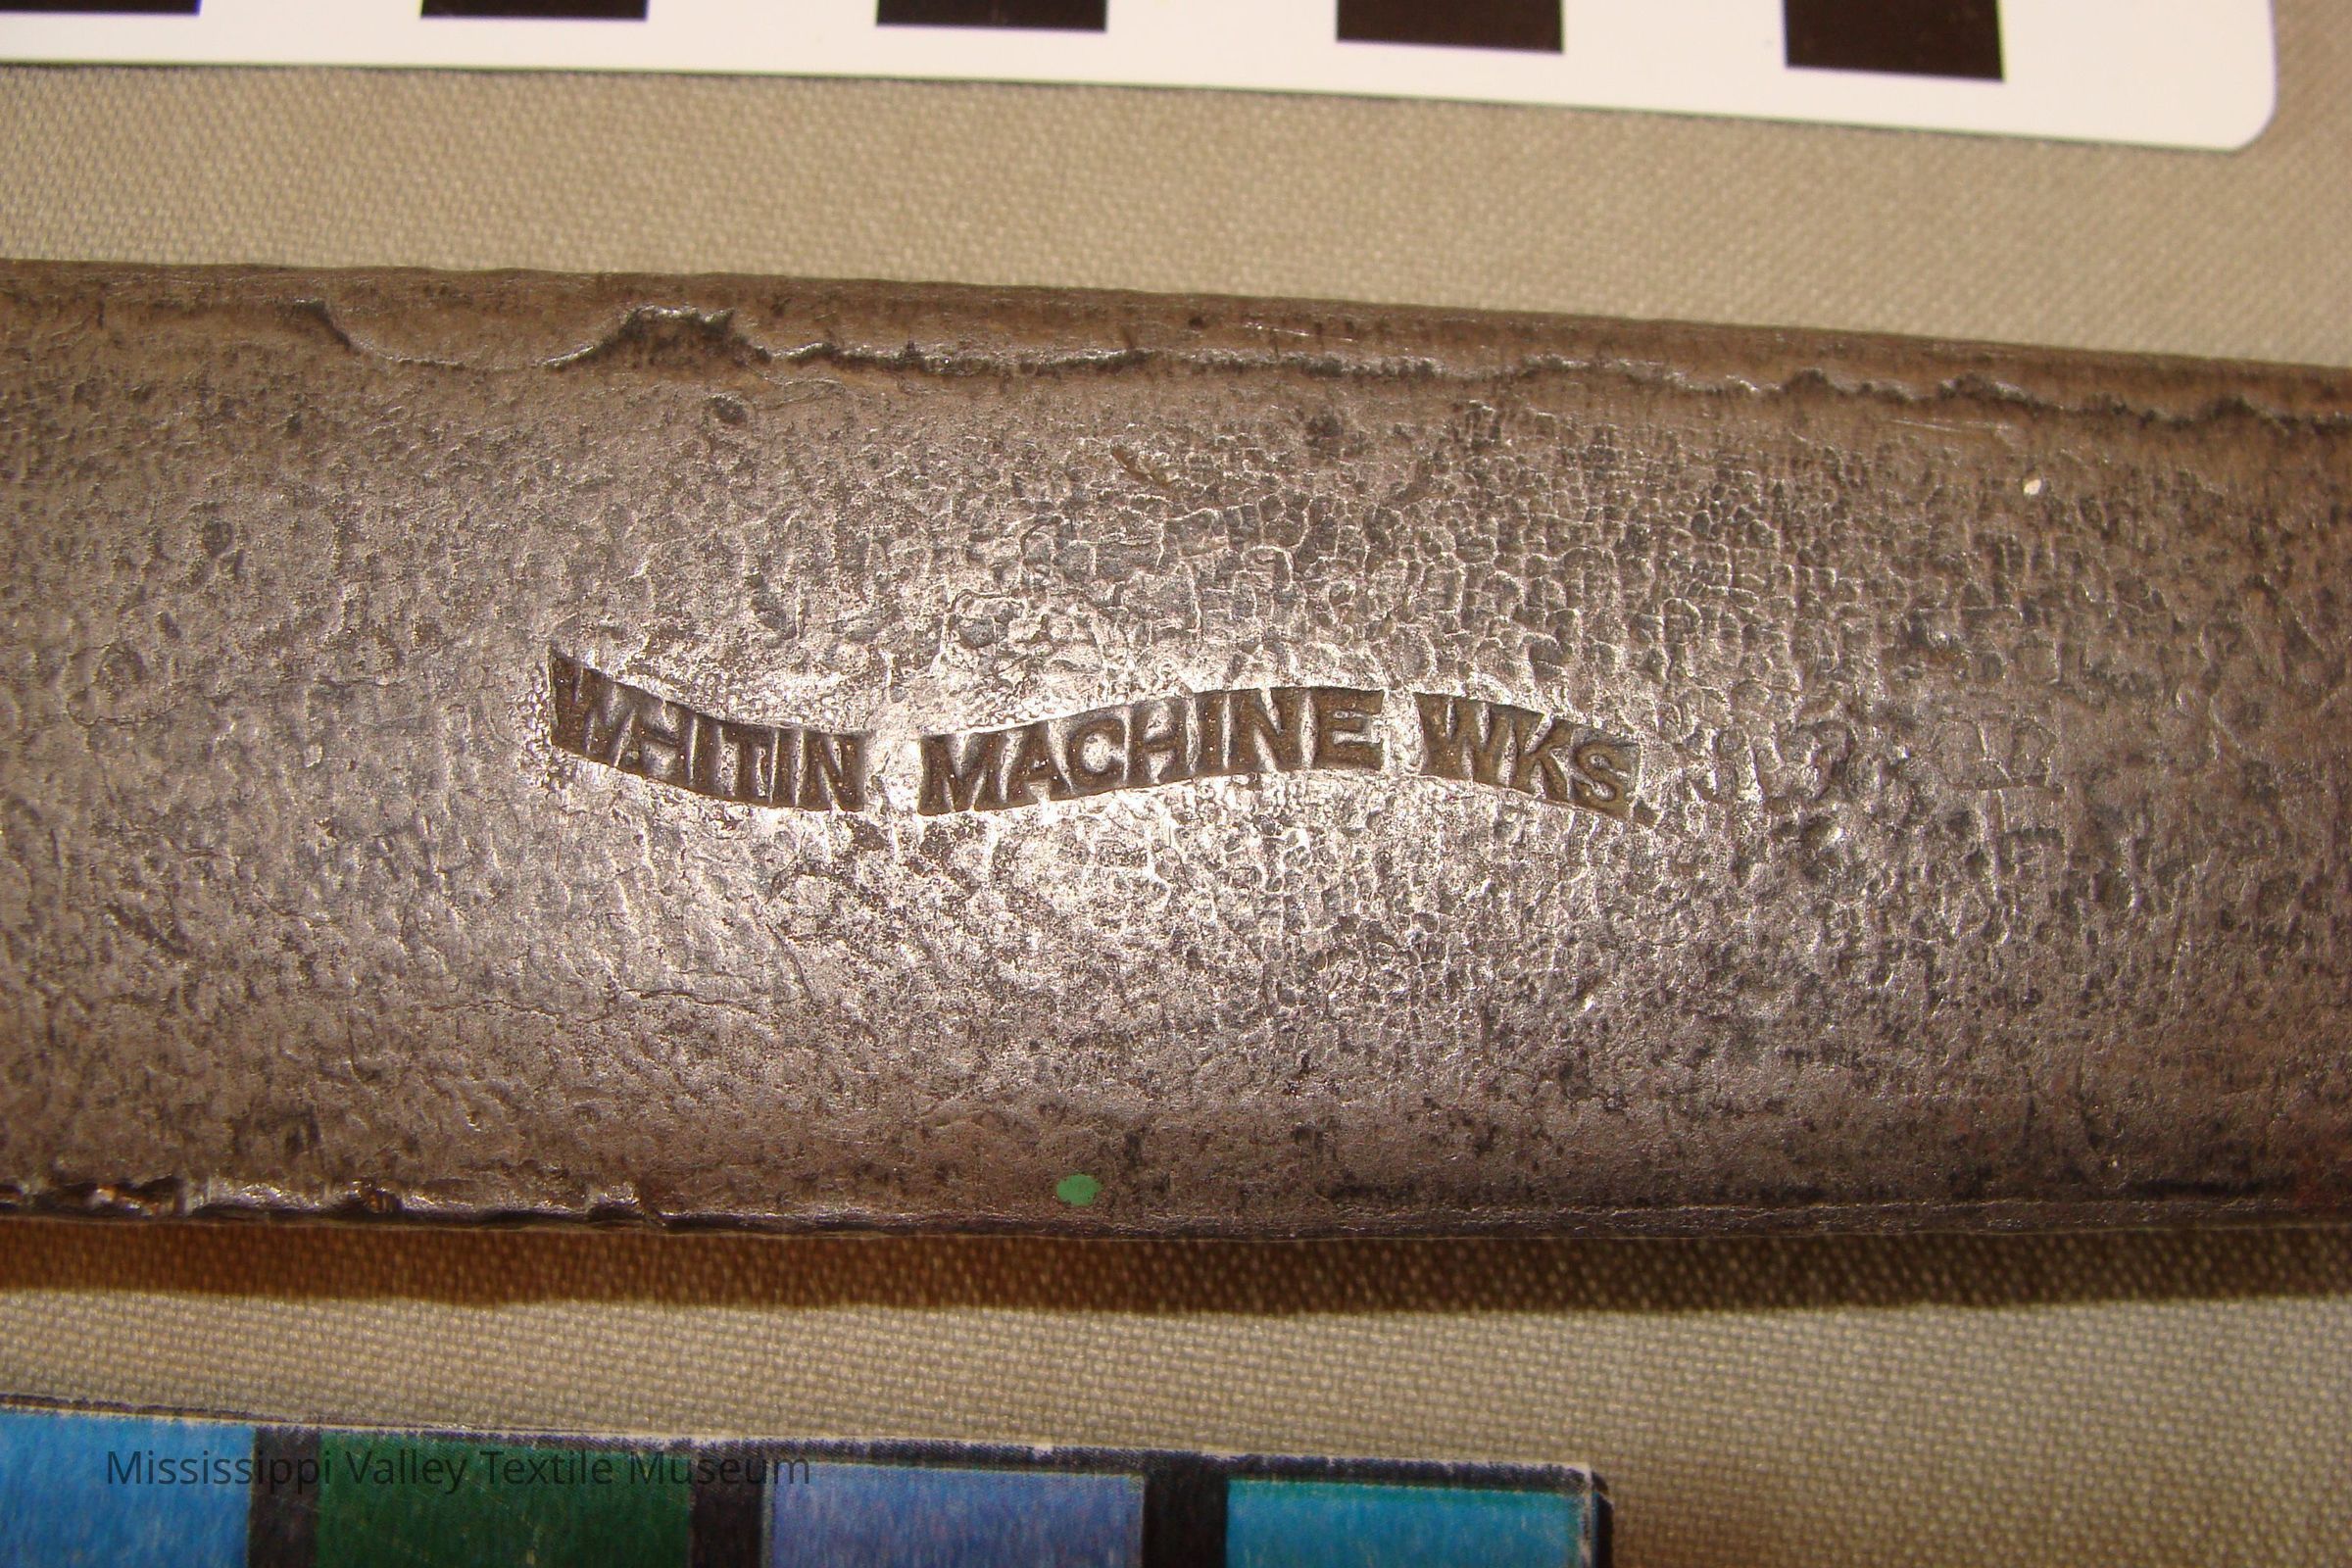 WHITIN MACHINE WKS.
Mississippi Valley Textile Museum